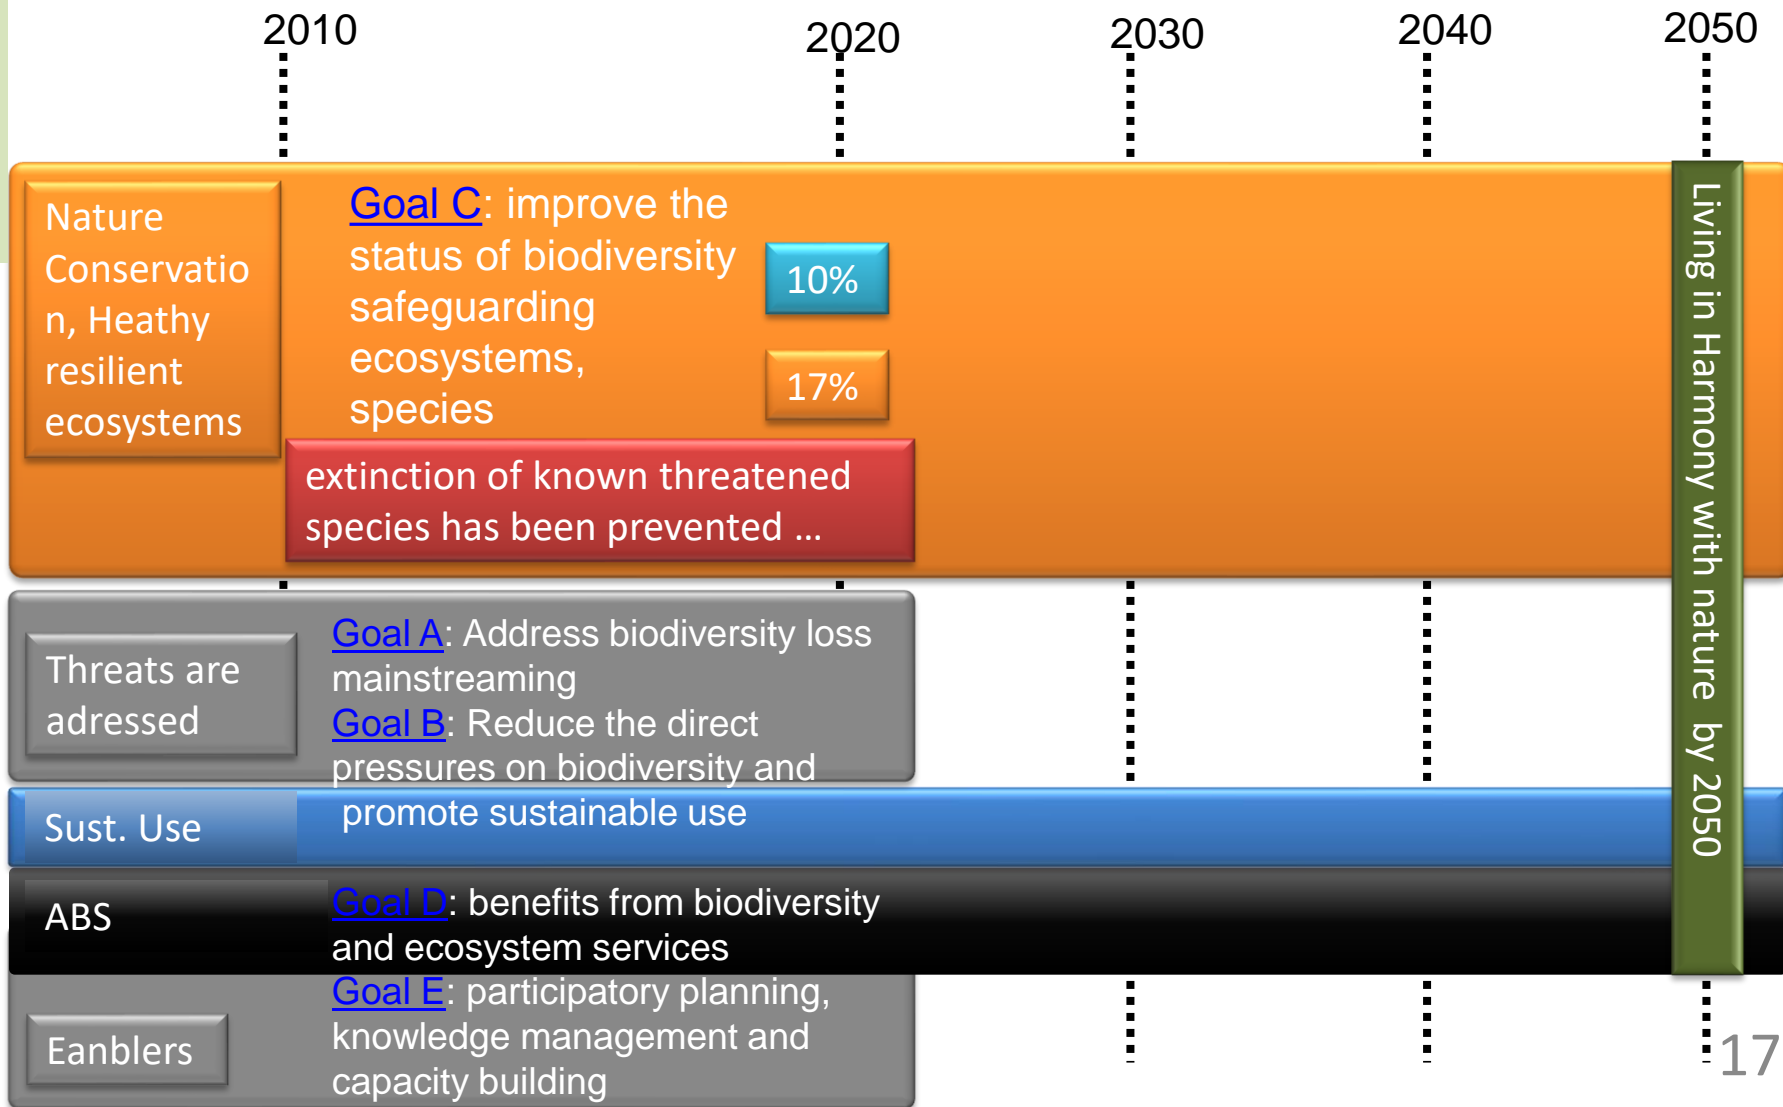 2010 2020 2030 2040 2050
Nature
Conservatio
n, Heathy
resilient
ecosystems
Goal C: improve the
status of biodiversity
safeguarding
ecosystems,
species
10%
17%
extinction of known threatened
species has been prevented ...
Threats are
adressed
Goal A: Address biodiversity loss
mainstreaming
Goal B: Reduce the direct
pressures on biodiversity and
promote sustainable use
Sust. Use
ABS
Goal D: benefits from biodiversity
and ecosystem services
Eanblers
Goal E: participatory planning,
knowledge management and
capacity building
Living in Harmony with nature by 2050
17